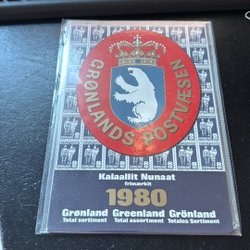 GRØNLANDS POSTVÆSEN
Kalaallit Nunaat
frimærkit
1980
Grønland Greenland Grönland
Total sortiment Total assortment Totales Sortiment